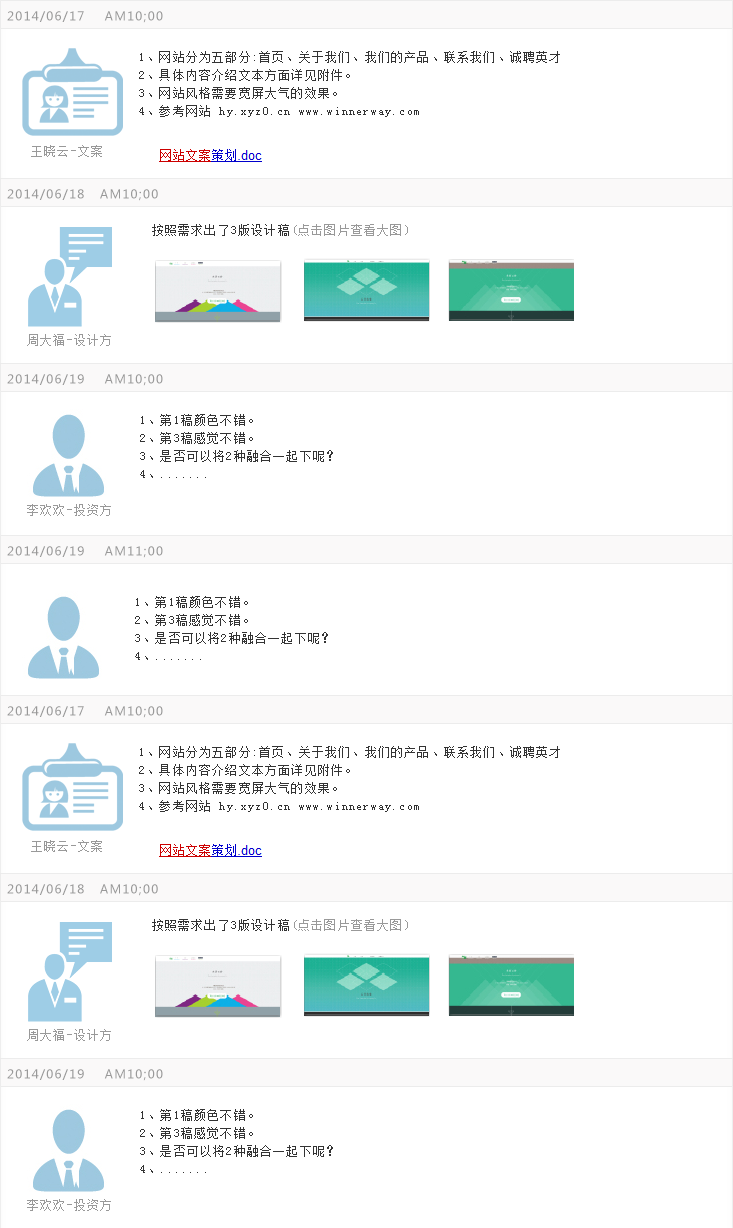 2014/06/17 AM10;00
1、网站分为五部分:首页、关于我们、我们的产品、联系我们、诚聘英才
2、具体内容介绍文本方面详见附件。
3、网站风格需要宽屏大气的效果。
4、参考网站 hy.xyz0.cn www.winnerway.com
王晓云-文案
网站文案策划.doc
2014/06/18 AM10;00
按照需求出了3版设计稿(点击图片查看大图)
周大福-设计方
2014/06/19 AM10;00
1、第1稿颜色不错。
2、第3稿感觉不错。
3、是否可以将2种融合一起下呢?
4、.......
李欢欢-投资方
2014/06/19 AM11;00
1、第1稿颜色不错。
2、第3稿感觉不错。
3、是否可以将2种融合一起下呢?
4、.......
2014/06/17 AM10;00
1、网站分为五部分:首页、关于我们、我们的产品、联系我们、诚聘英才
2、具体内容介绍文本方面详见附件。
3、网站风格需要宽屏大气的效果。
4、参考网站 hy.xyz0.cn www.winnerway.com
王晓云-文案
网站文案策划.doc
2014/06/18 AM10;00
按照需求出了3版设计稿(点击图片查看大图)
周大福-设计方
2014/06/19 AM10;00
1、第1稿颜色不错。
2、第3稿感觉不错。
3、是否可以将2种融合一起下呢?
4、.......
李欢欢-投资方